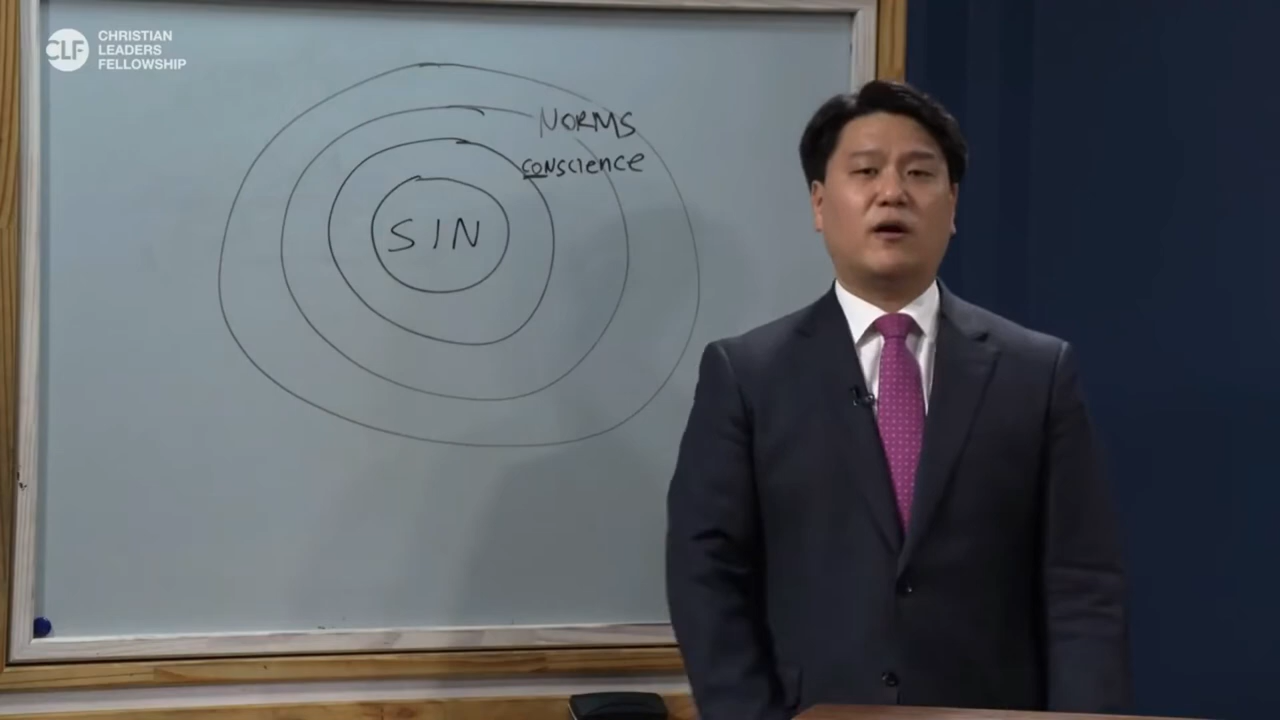 CLF
CHRISTIAN
LEADERS
FELLOWSHIP
NORMS
CONSCIENCE
SIN